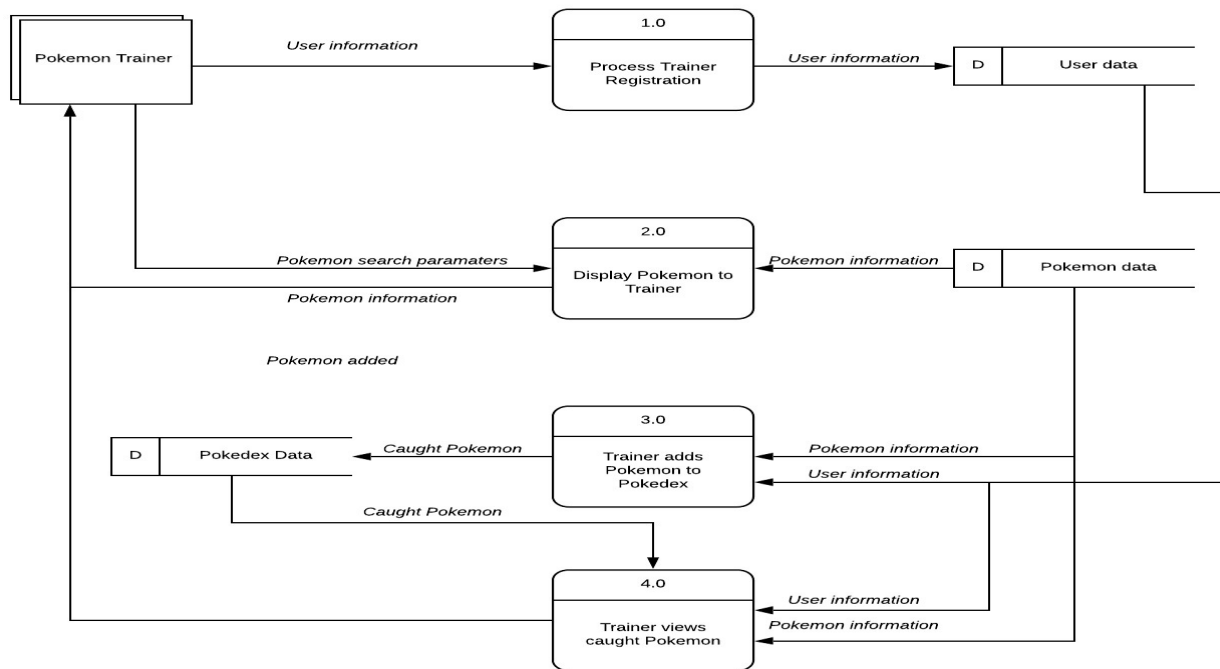 1.0
User information
Pokemon Trainer
Process Trainer
Registration
User information
D
User data
2.0
Pokemon search paramaters
Display Pokemon to
Trainer
Pokemon information
D
Pokemon data
Pokemon information
Pokemon added
3.0
D
Pokedex Data
Caught Pokemon
Trainer adds
Pokemon to
Pokedex
Pokemon information
User information
Caught Pokemon
4.0
Trainer views
caught Pokemon
User information
Pokemon information